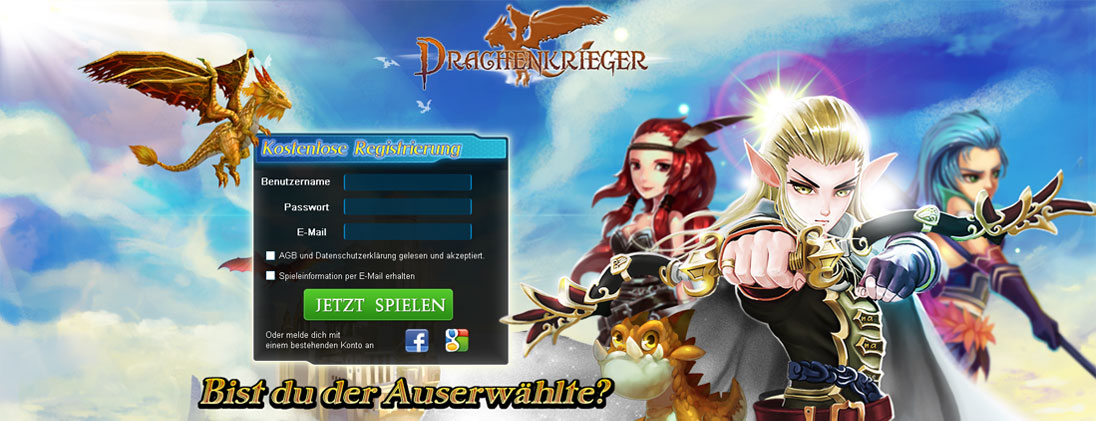 DRACHENKRIEGER
Kostenlose Registrierung
Benutzername
Passwort
E-Mail
AGB und Datenschutzerklärung gelesen und akzeptiert.
Spieleinformation per E-Mail erhalten
JETZT SPIELEN
Oder melde dich mit
einem bestehenden Konto an
f
g
Bist du der Auserwählte?